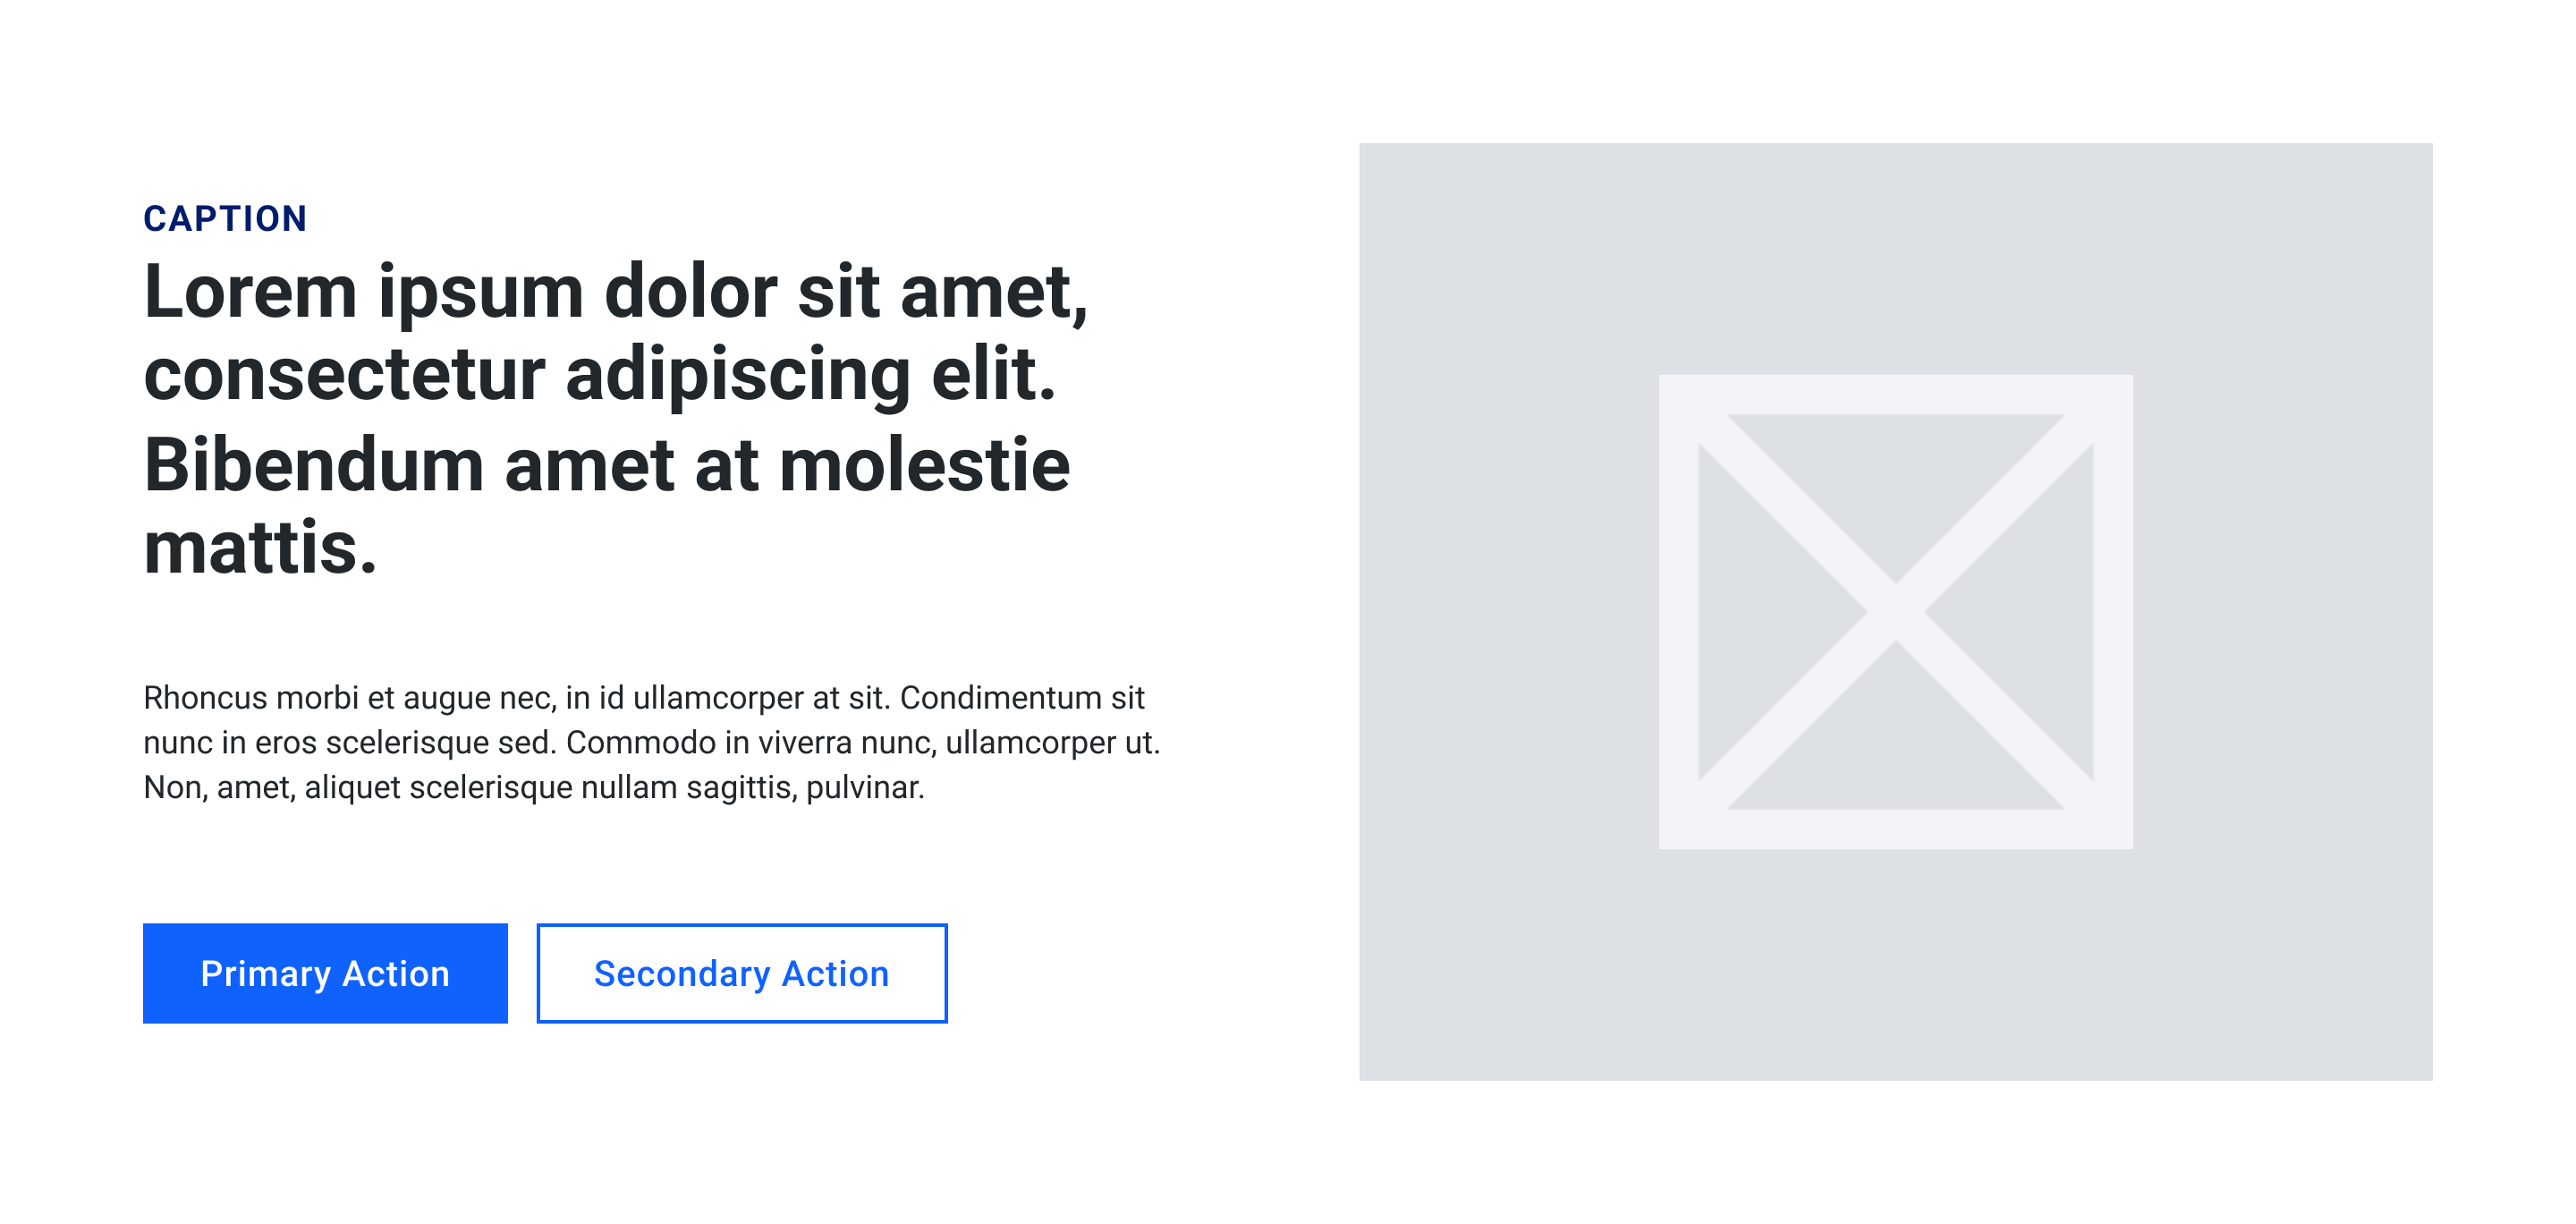 CAPTION
Lorem ipsum dolor sit amet,
consectetur adipiscing elit.
Bibendum amet at molestie
mattis.
Rhoncus morbi et augue nec, in id ullamcorper at sit. Condimentum sit
nunc in eros scelerisque sed. Commodo in viverra nunc, ullamcorper ut.
Non, amet, aliquet scelerisque nullam sagittis, pulvinar.
Primary Action
Secondary Action